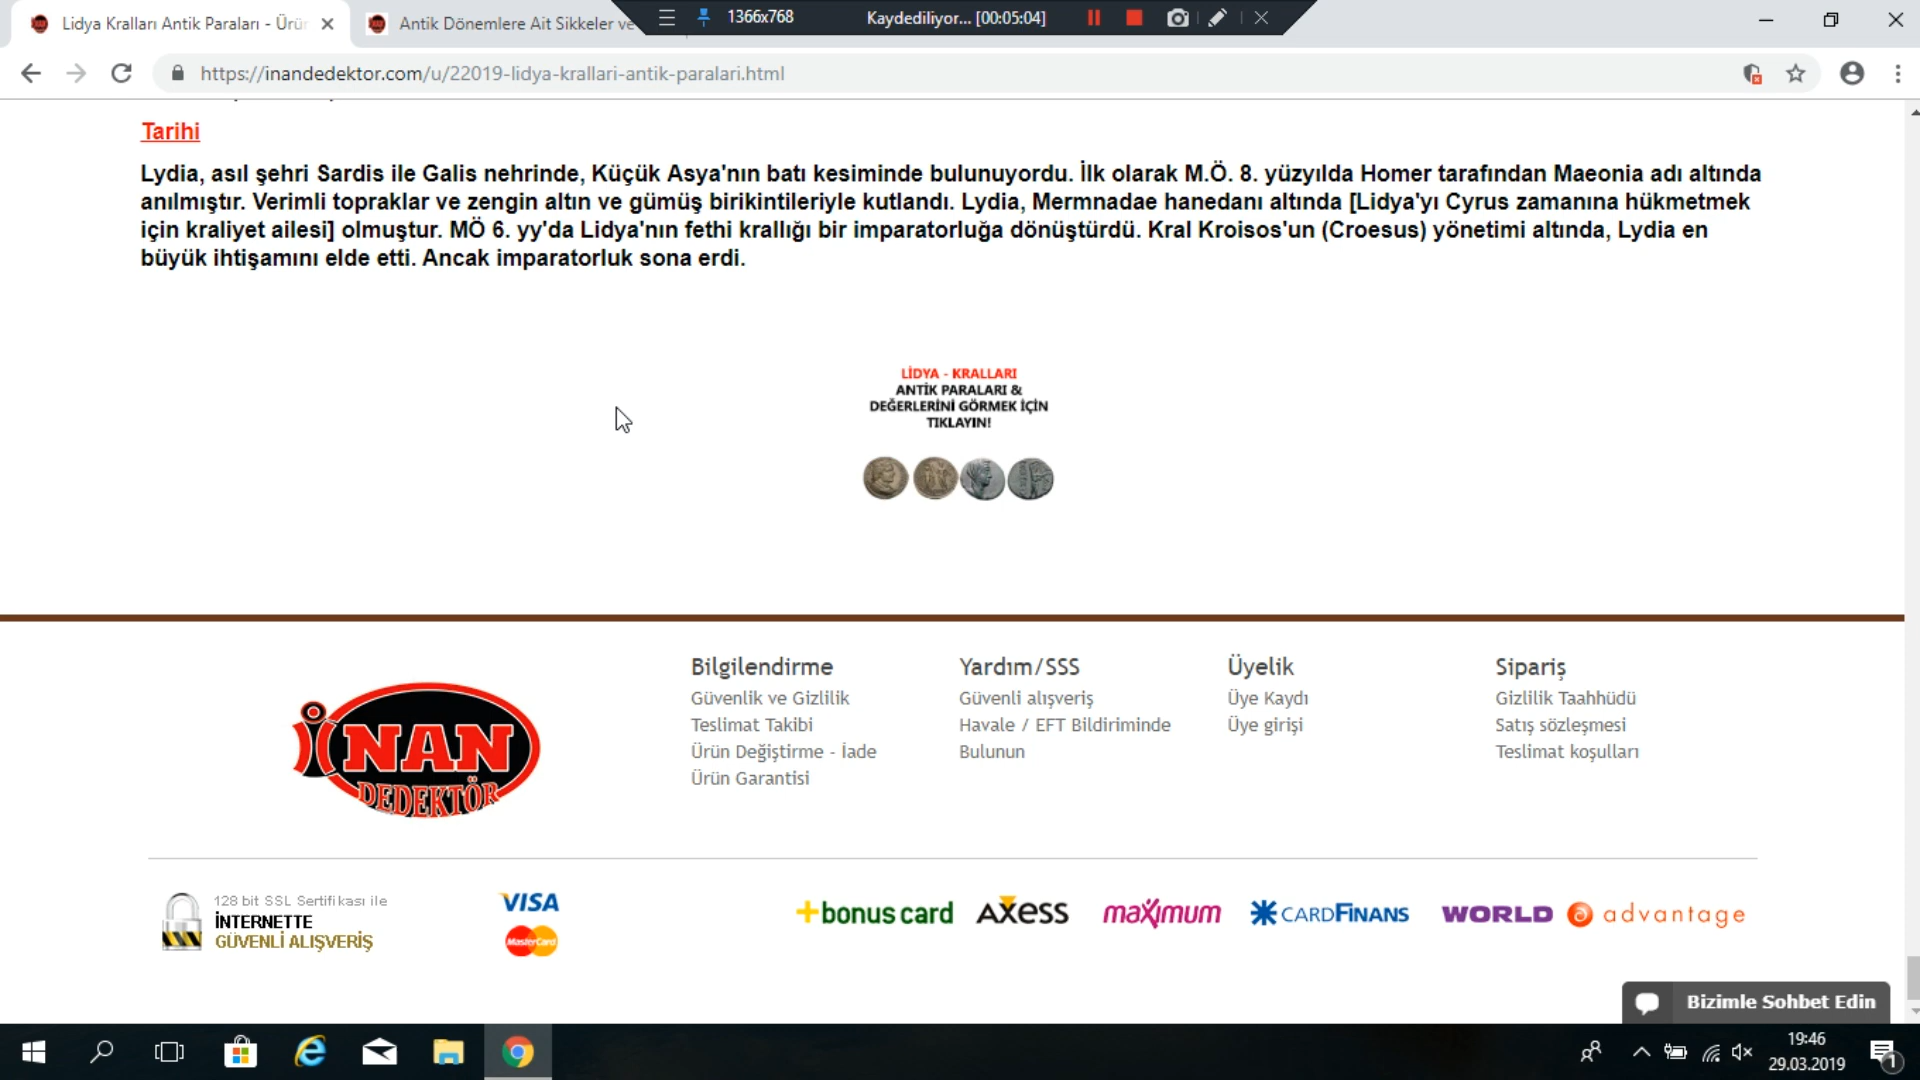 Lidya Kralları Antik Paraları - Ürün
Antik Dönemlere Ait Sikkeler ve
1366x768
Kaydediliyor... [00:05:04]
https://inandedektor.com/u/22019-lidya-krallari-antik-paralari.html
Tarihi
Lydia, asıl şehri Sardis ile Galis nehrinde, Küçük Asya'nın batı kesiminde bulunuyordu. İlk olarak M.Ö. 8. yüzyılda Homer tarafından Maeonia adı altında
anılmıştır. Verimli topraklar ve zengin altın ve gümüş birikintileriyle kutlandı. Lydia, Mermnadae hanedanı altında [Lidya'yı Cyrus zamanına hükmetmek
için kraliyet ailesi] olmuştur. MÖ 6. yy'da Lidya'nın fethi krallığı bir imparatorluğa dönüştürdü. Kral Kroisos'un (Croesus) yönetimi altında, Lydia en
büyük ihtişamını elde etti. Ancak imparatorluk sona erdi.
LİDYA - KRALLARI
ANTİK PARALARI &
DEĞERLERİNİ GÖRMEK İÇİN
TIKLAYIN!
İNAN
DEDEKTÖR
Bilgilendirme
Güvenlik ve Gizlilik
Teslimat Takibi
Ürün Değiştirme - İade
Ürün Garantisi
Yardım/SSS
Güvenli alışveriş
Havale / EFT Bildiriminde
Bulunun
Üyelik
Üye Kaydı
Üye girişi
Sipariş
Gizlilik Taahhüdü
Satış sözleşmesi
Teslimat koşulları
128 bit SSL Sertifikası ile
İNTERNETTE
GÜVENLİ ALIŞVERİŞ
VISA
MasterCard
+bonus card
AXESS
maximum
CARDFINANS
WORLD
advantage
Bizimle Sohbet Edin
19:46
29.03.2019
1